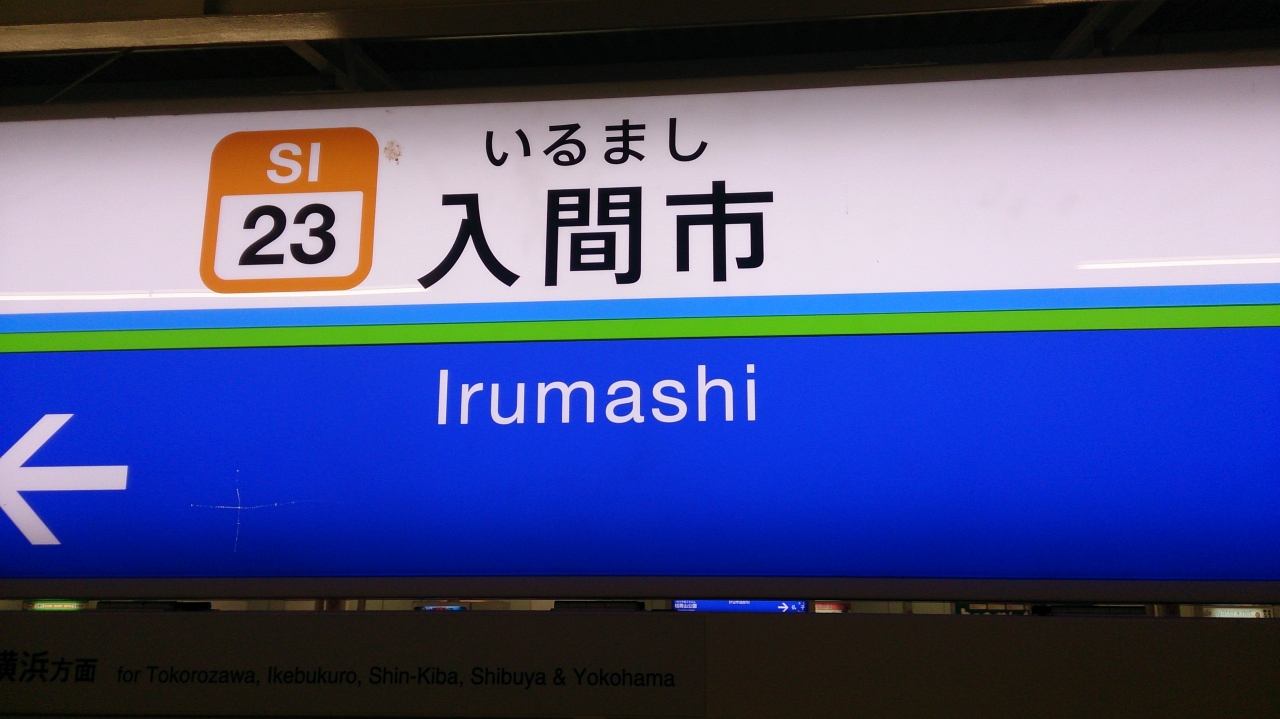 SI
23
いるまし
入間市
Irumashi
横浜方面 for Tokorozawa, Ikebukuro, Shin-Kiba, Shibuya & Yokohama